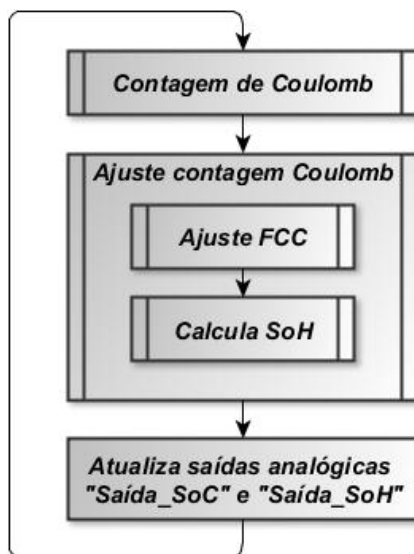 Contagem de Coulomb
Ajuste contagem Coulomb
Ajuste FCC
Calcula SoH
Atualiza saídas analógicas
"Saída_SoC" e "Saída_SoH"